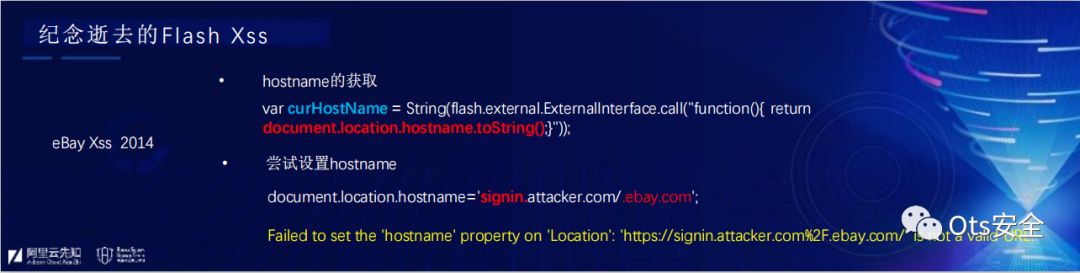 纪念逝去的Flash Xss
• hostname的获取
var curHostName = String(flash.external.ExternalInterface.call("function(){ return
document.location.hostname.toString();}"));
eBay Xss 2014
• 尝试设置hostname
document.location.hostname='signin.attacker.com/.ebay.com';
Failed to set the 'hostname' property on 'Location': 'https://signin.attacker.com%2F.ebay.com/' is not a valid URL.
阿里云先知
Ots安全